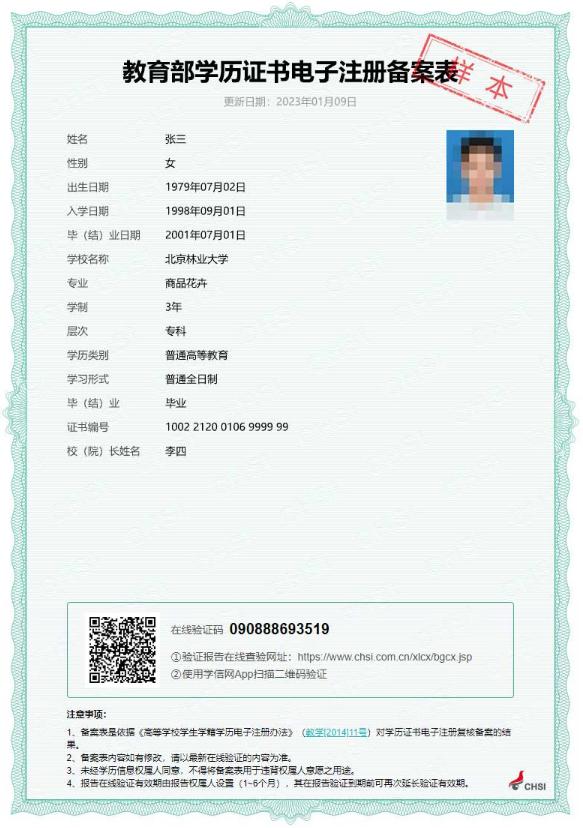 教育部学历证书电子注册备案表
样本
更新日期：2023年01月09日
姓名 张三
性别 女
出生日期 1979年07月02日
入学日期 1998年09月01日
毕（结）业日期 2001年07月01日
学校名称 北京林业大学
专业 商品花卉
学制 3年
层次 专科
学历类别 普通高等教育
学习形式 普通全日制
毕（结）业 毕业
证书编号 1002 2120 0106 9999 99
校（院）长姓名 李四
在线验证码 090888693519
①验证报告在线查验网址：https://www.chsi.com.cn/xlcx/bgcx.jsp
②使用学信网App扫描二维码验证
注意事项：
1、备案表是依据《高等学校学生学籍学历电子注册办法》（教学[2014]11号）对学历证书电子注册复核备案的结
果。
2、备案表内容如有修改，请以最新在线验证的内容为准。
3、未经学历信息权属人同意，不得将备案表用于违背权属人意愿之用途。
4、报告在线验证有效期由报告权属人设置（1~6个月），其在报告验证到期前可再次延长验证有效期。
CHSI